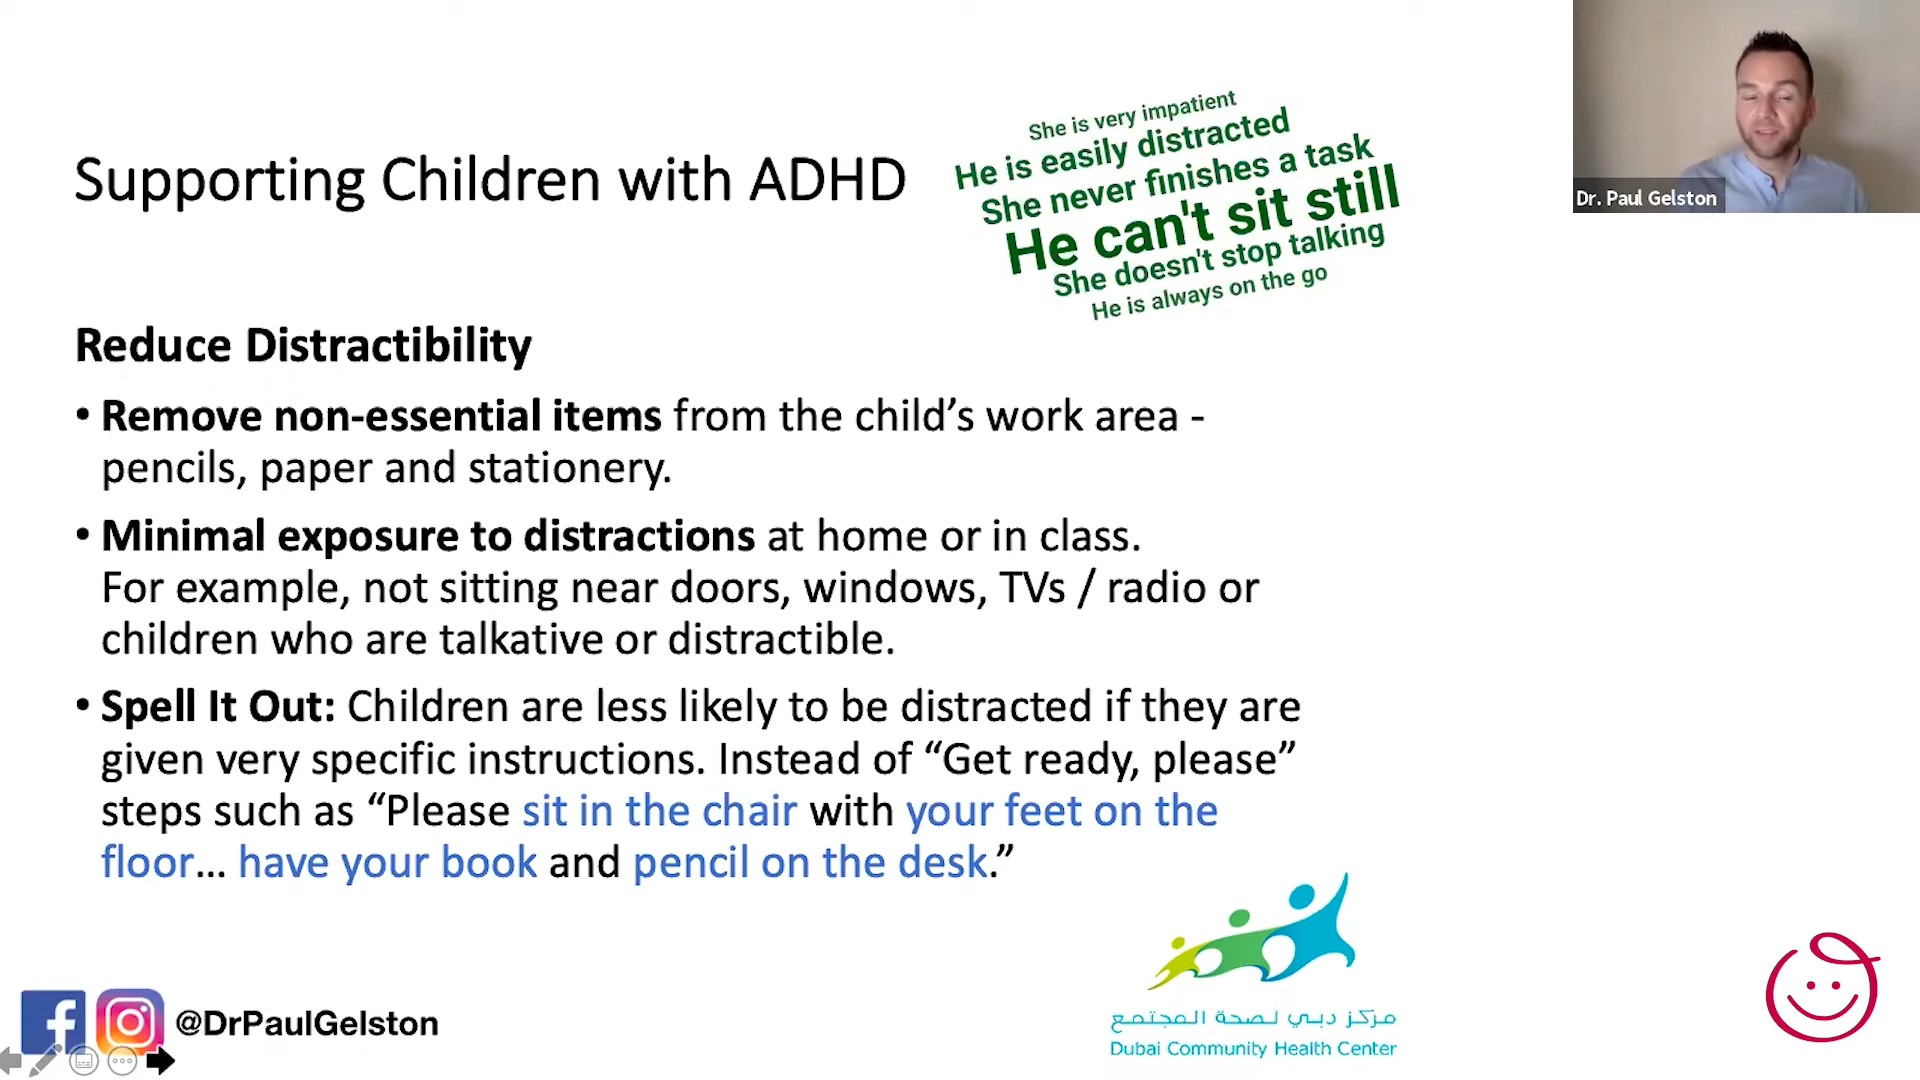 Supporting Children with ADHD
She is very impatient
He is easily distracted
She never finishes a task
He can't sit still
She doesn't stop talking
He is always on the go
Dr. Paul Gelston
Reduce Distractibility
• Remove non-essential items from the child’s work area -
pencils, paper and stationery.
• Minimal exposure to distractions at home or in class.
For example, not sitting near doors, windows, TVs / radio or
children who are talkative or distractible.
• Spell It Out: Children are less likely to be distracted if they are
given very specific instructions. Instead of “Get ready, please”
steps such as “Please sit in the chair with your feet on the
floor… have your book and pencil on the desk.”
@DrPaulGelston
مركز دبي لصحة المجتمع
Dubai Community Health Center